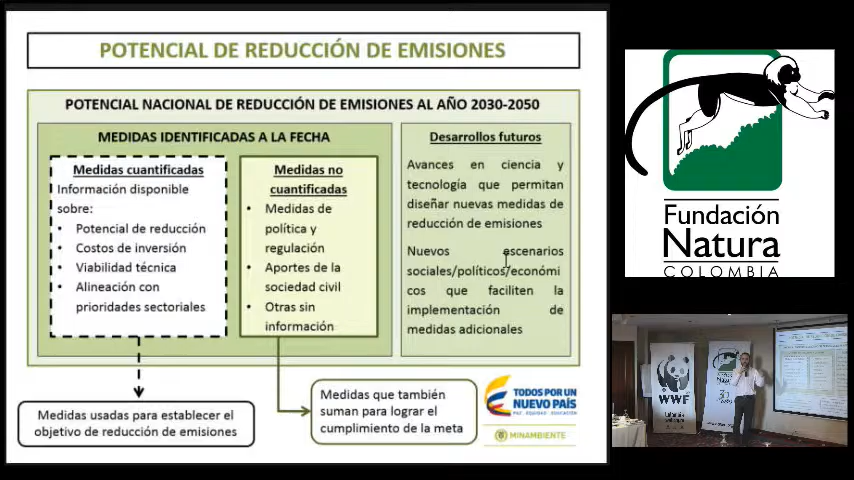 POTENCIAL DE REDUCCIÓN DE EMISIONES
POTENCIAL NACIONAL DE REDUCCIÓN DE EMISIONES AL AÑO 2030-2050
MEDIDAS IDENTIFICADAS A LA FECHA
Medidas cuantificadas
Información disponible
sobre:
• Potencial de reducción
• Costos de inversión
• Viabilidad técnica
• Alineación con
prioridades sectoriales
Medidas no
cuantificadas
• Medidas de
política y
regulación
• Aportes de la
sociedad civil
• Otras sin
información
Desarrollos futuros
Avances en ciencia y
tecnología que permitan
diseñar nuevas medidas de
reducción de emisiones
Nuevos escenarios
sociales/políticos/económi
cos que faciliten la
implementación de
medidas adicionales
Medidas usadas para establecer el
objetivo de reducción de emisiones
Medidas que también
suman para lograr el
cumplimiento de la meta
TODOS POR UN
NUEVO PAÍS
PAZ EQUIDAD EDUCACIÓN
MINAMBIENTE
Fundación
Natura
COLOMBIA
WWF